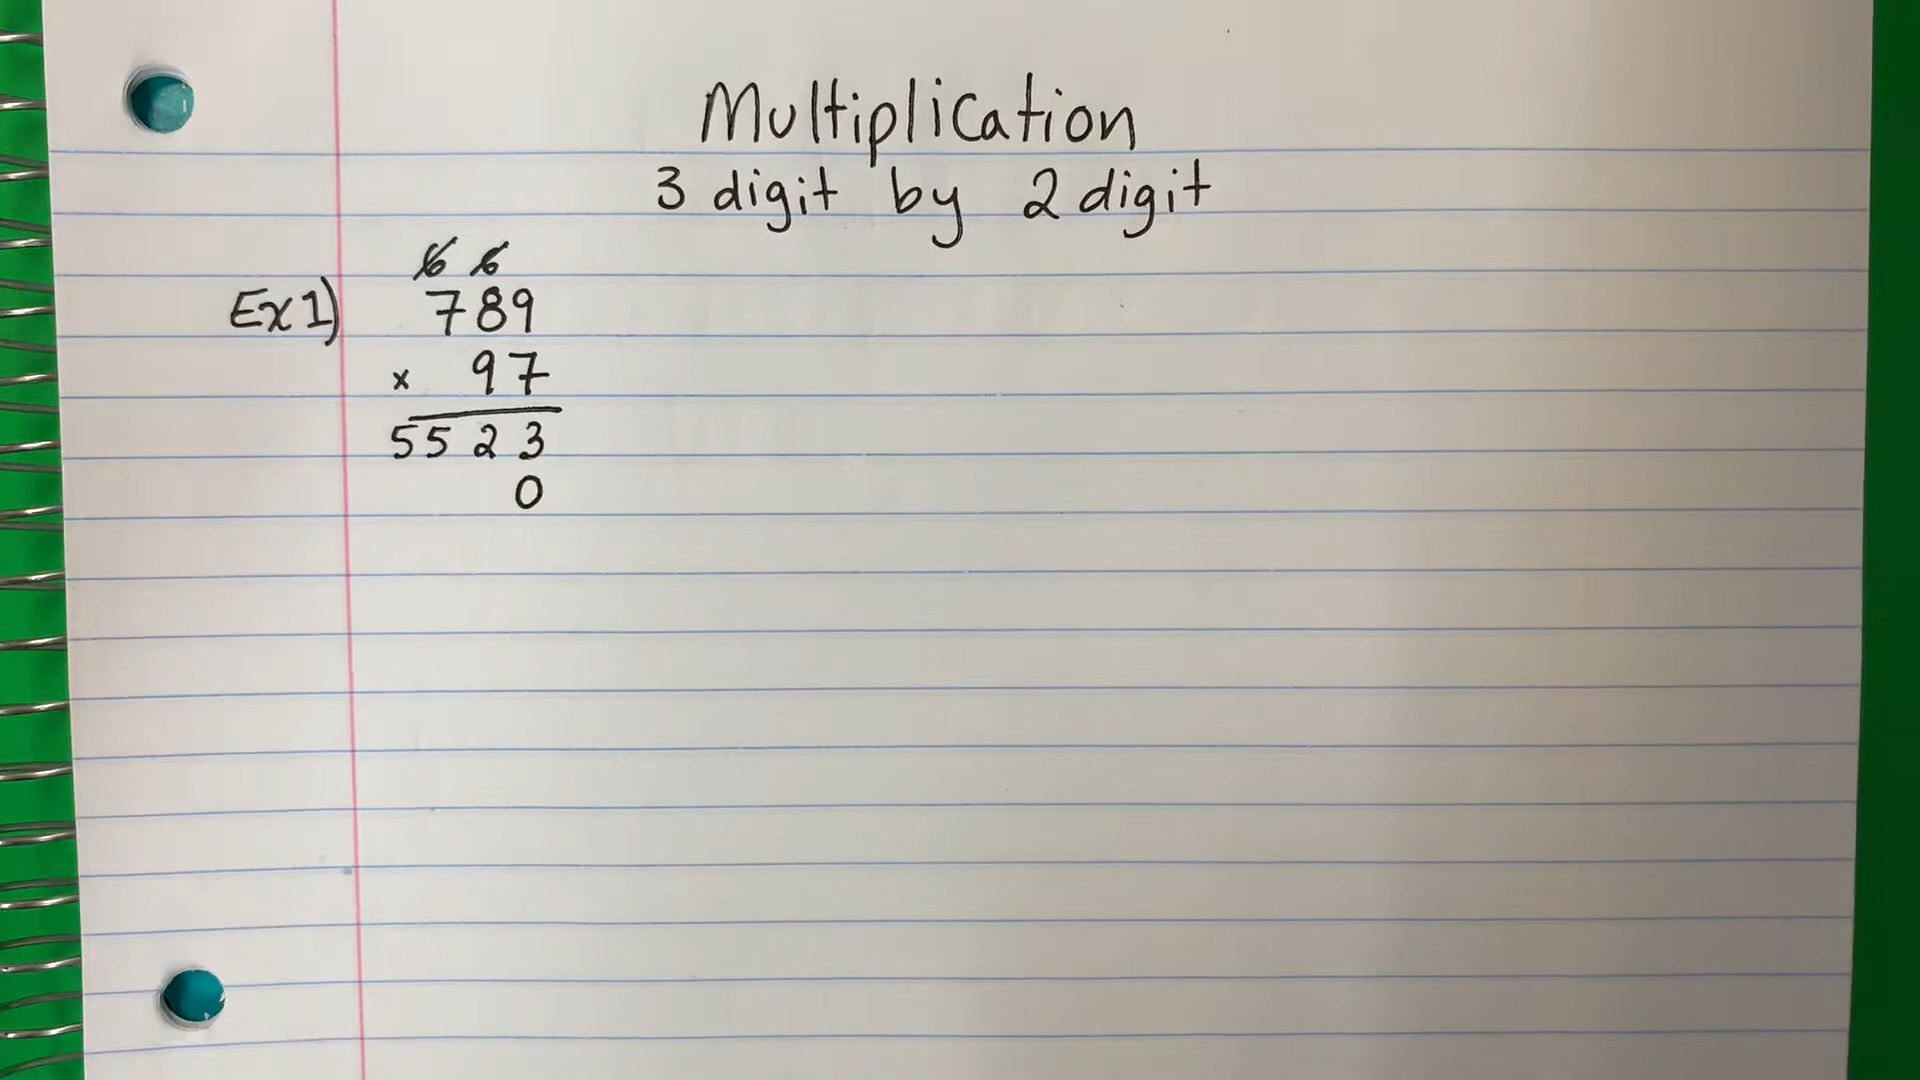 Multiplication
3 digit by 2 digit
6 6
Ex1) 789
x 97
5523
0